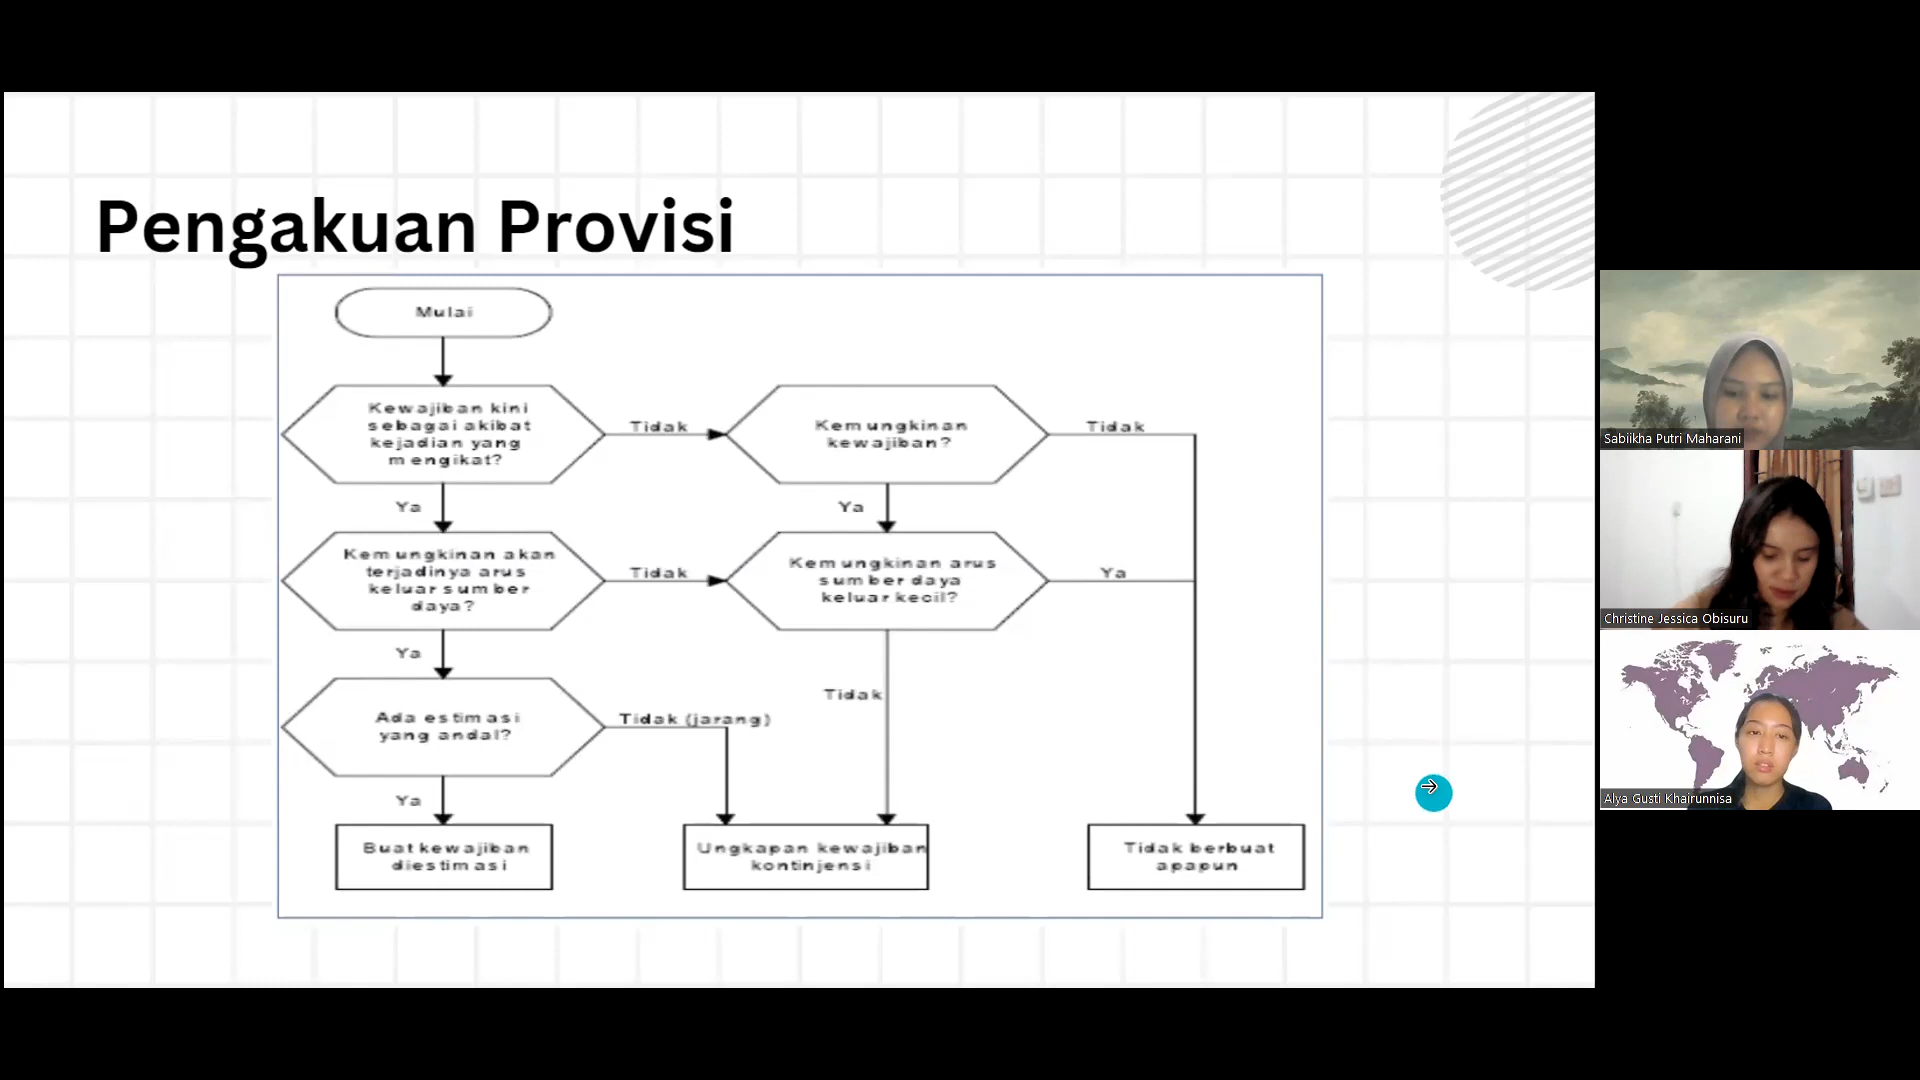 Pengakuan Provisi
Mulai
Kewajiban kini
sebagai akibat
kejadian yang
mengikat?
Tidak
Kemungkinan
kewajiban?
Tidak
Ya
Ya
Kemungkinan akan
terjadinya arus
keluar sumber
daya?
Tidak
Kemungkinan arus
sumber daya
keluar kecil?
Ya
Ya
Tidak
Ada estimasi
yang andal?
Tidak (jarang)
Ya
Buat kewajiban
diestimasi
Ungkapan kewajiban
kontinjensi
Tidak berbuat
apapun
Sabiikha Putri Maharani
Christine Jessica Obisuru
Alya Gusti Khairunnisa